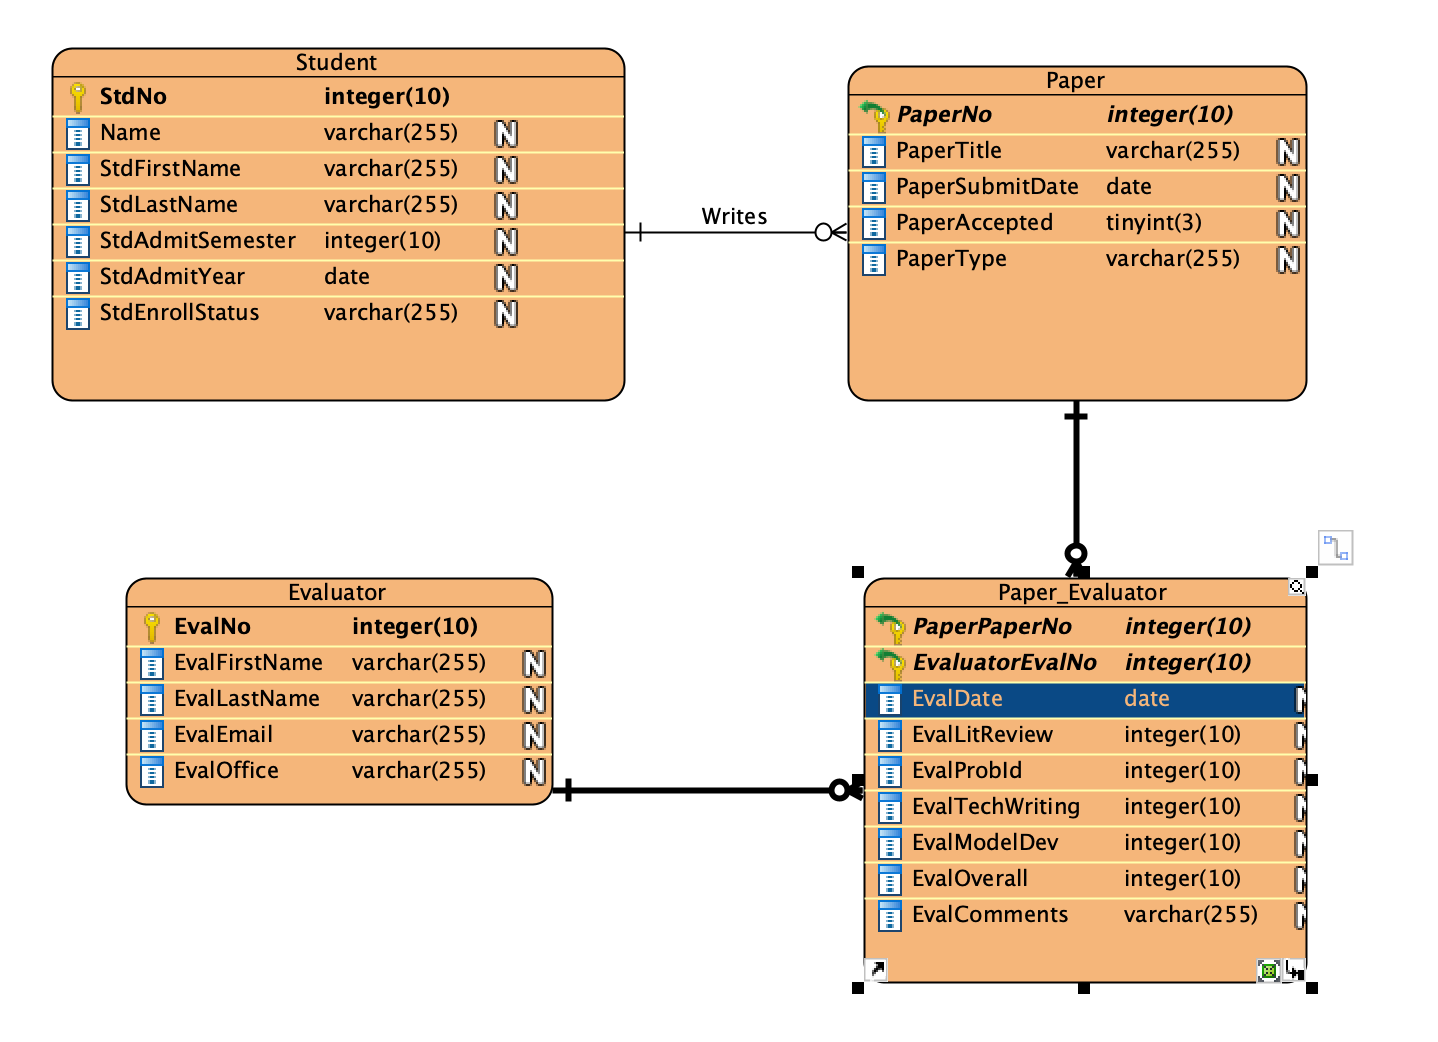 Student
StdNo integer(10)
Name varchar(255) N
StdFirstName varchar(255) N
StdLastName varchar(255) N
StdAdmitSemester integer(10) N
StdAdmitYear date N
StdEnrollStatus varchar(255) N
Writes
Paper
PaperNo integer(10)
PaperTitle varchar(255) N
PaperSubmitDate date N
PaperAccepted tinyint(3) N
PaperType varchar(255) N
Evaluator
EvalNo integer(10)
EvalFirstName varchar(255) N
EvalLastName varchar(255) N
EvalEmail varchar(255) N
EvalOffice varchar(255) N
Paper_Evaluator
PaperPaperNo integer(10)
EvaluatorEvalNo integer(10)
EvalDate date N
EvalLitReview integer(10) N
EvalProbId integer(10) N
EvalTechWriting integer(10) N
EvalModelDev integer(10) N
EvalOverall integer(10) N
EvalComments varchar(255) N